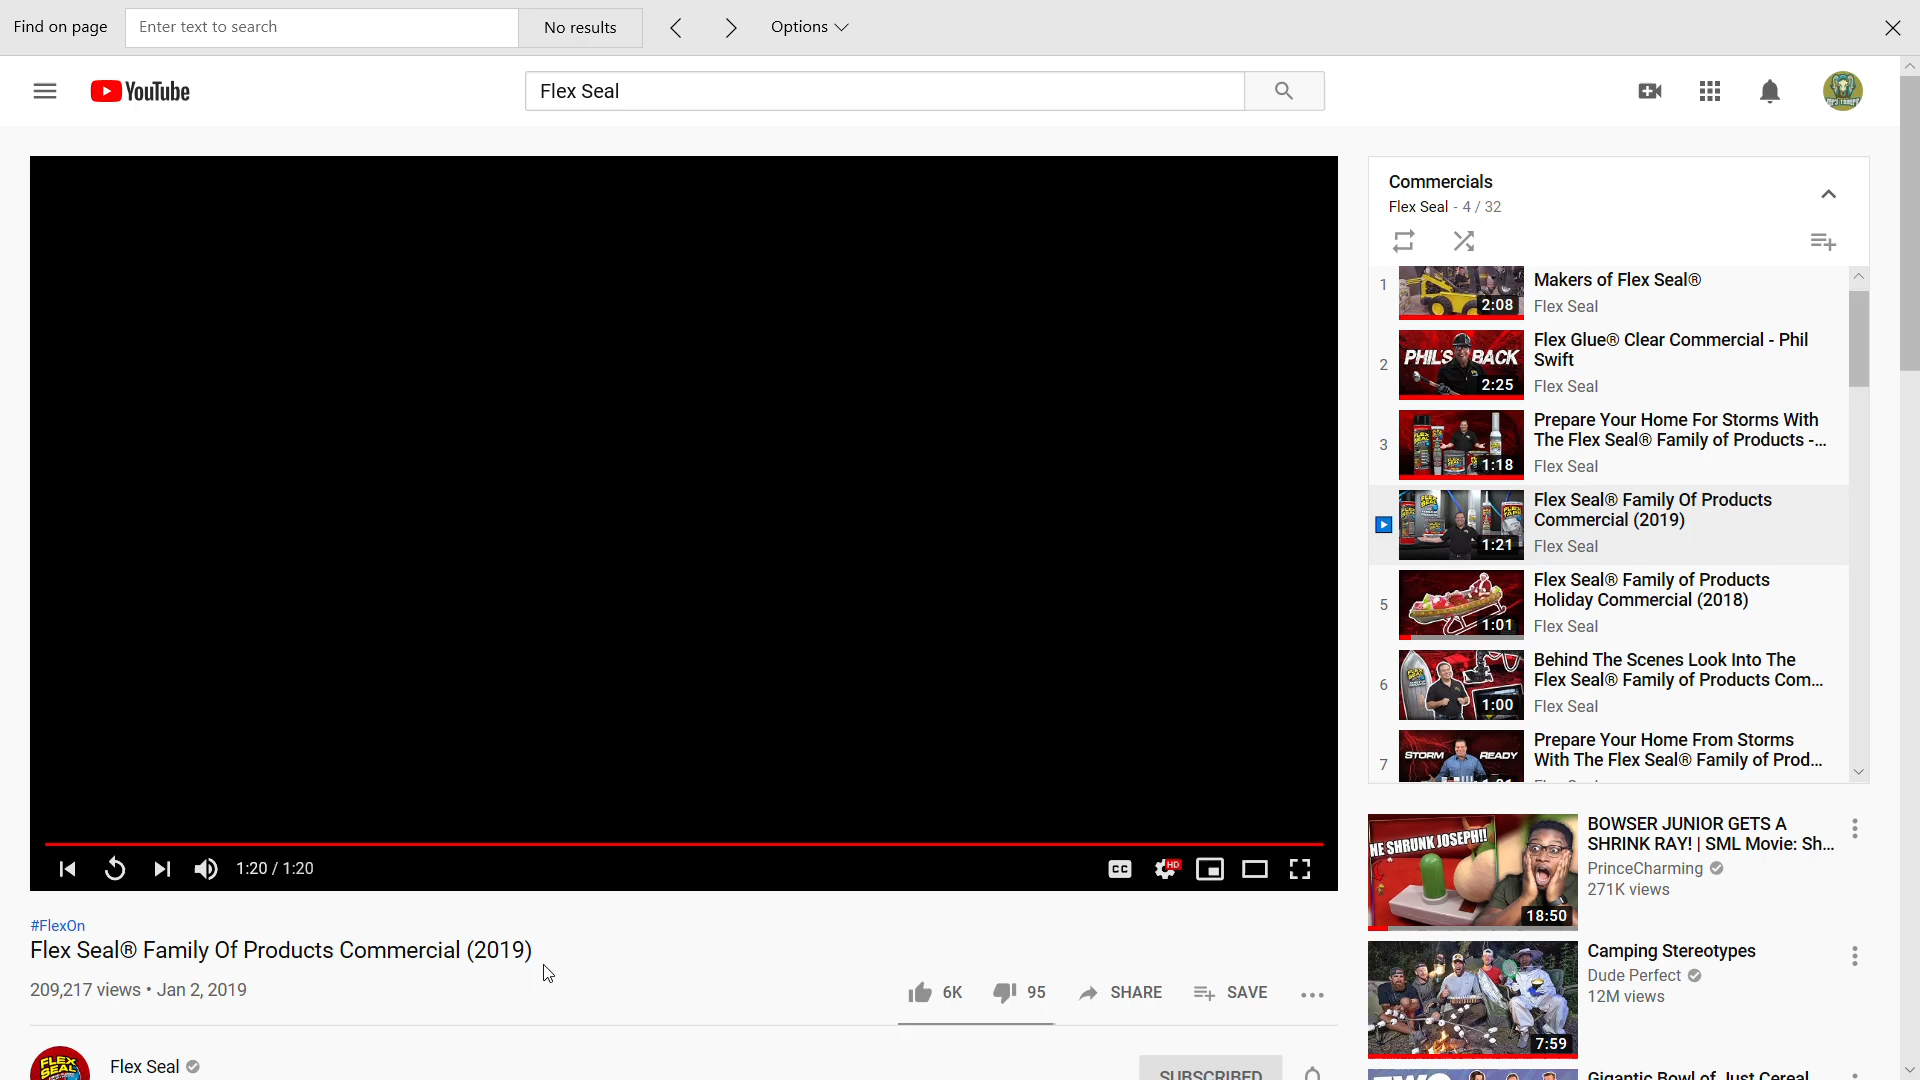 Find on page
Enter text to search
No results
Options
YouTube
Flex Seal
Commercials
Flex Seal - 4 / 32
1
2:08
Makers of Flex Seal®
Flex Seal
2
PHIL'S BACK
2:25
Flex Glue® Clear Commercial - Phil
Swift
Flex Seal
3
1:18
Prepare Your Home For Storms With
The Flex Seal® Family of Products -...
Flex Seal
1:21
Flex Seal® Family Of Products
Commercial (2019)
Flex Seal
5
1:01
Flex Seal® Family of Products
Holiday Commercial (2018)
Flex Seal
6
1:00
Behind The Scenes Look Into The
Flex Seal® Family of Products Com...
Flex Seal
7
STORM READY
Prepare Your Home From Storms
With The Flex Seal® Family of Prod...
1:20 / 1:20
CC
HD
#FlexOn
Flex Seal® Family Of Products Commercial (2019)
209,217 views • Jan 2, 2019
6K
95
SHARE
SAVE
FLEX
SEAL
Flex Seal
SUBSCRIBED
HE SHRUNK JOSEPH!!
18:50
BOWSER JUNIOR GETS A
SHRINK RAY! | SML Movie: Sh...
PrinceCharming
271K views
7:59
Camping Stereotypes
Dude Perfect
12M views
Gigantic Bowl of Just Cereal